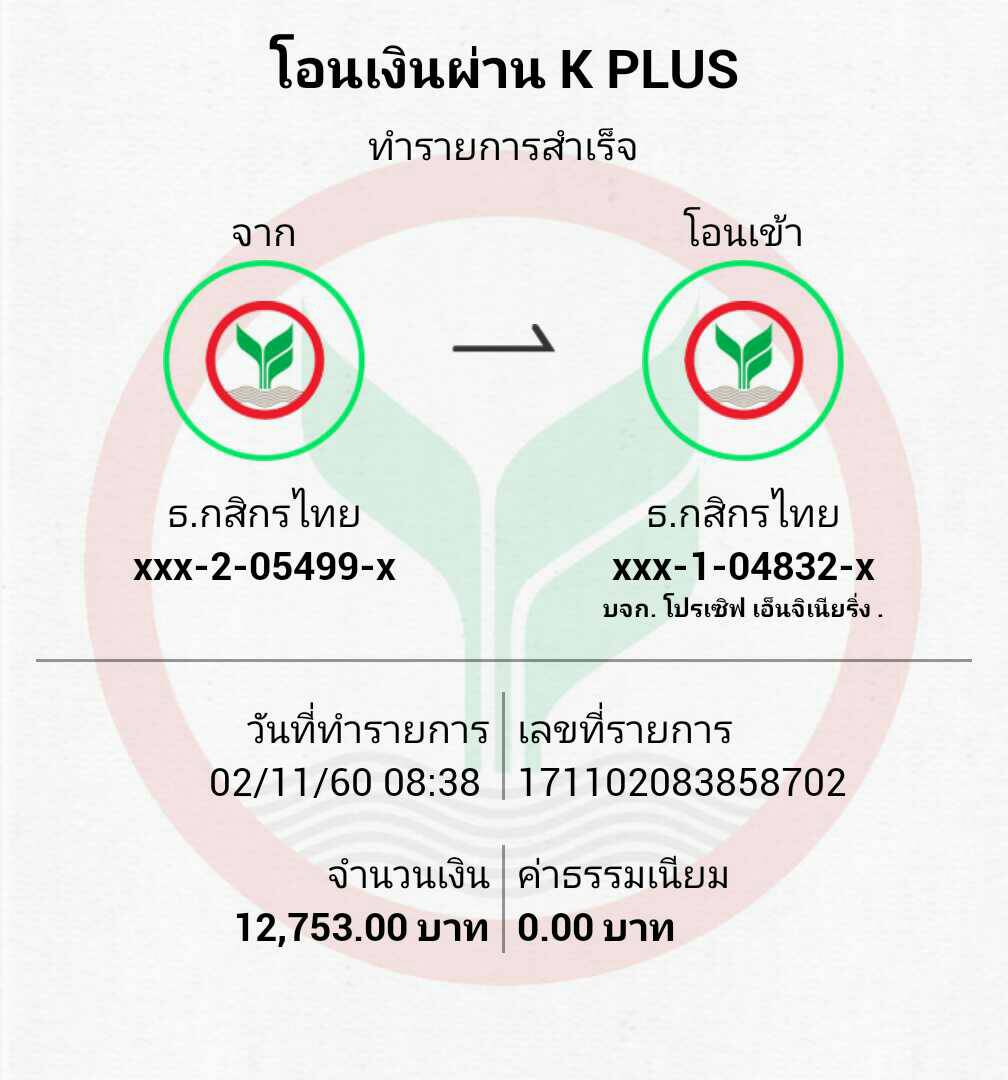 โอนเงินผ่าน K PLUS
ทำรายการสำเร็จ
จาก
โอนเข้า
ธ.กสิกรไทย
xxx-2-05499-x
ธ.กสิกรไทย
xxx-1-04832-x
บจก. โปรเซิฟ เอ็นจิเนียริ่ง .
วันที่ทำรายการ
02/11/60 08:38
เลขที่รายการ
171102083858702
จำนวนเงิน
12,753.00 บาท
ค่าธรรมเนียม
0.00 บาท